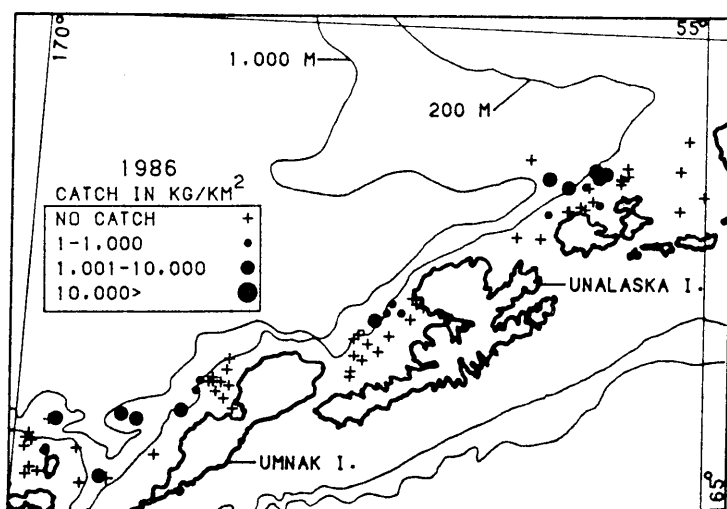 170°
55°
1.000 M
200 M
1986
CATCH IN KG/KM²
NO CATCH +
1-1.000
1.001-10.000
10.000>
UNALASKA I.
UMNAK I.
165°